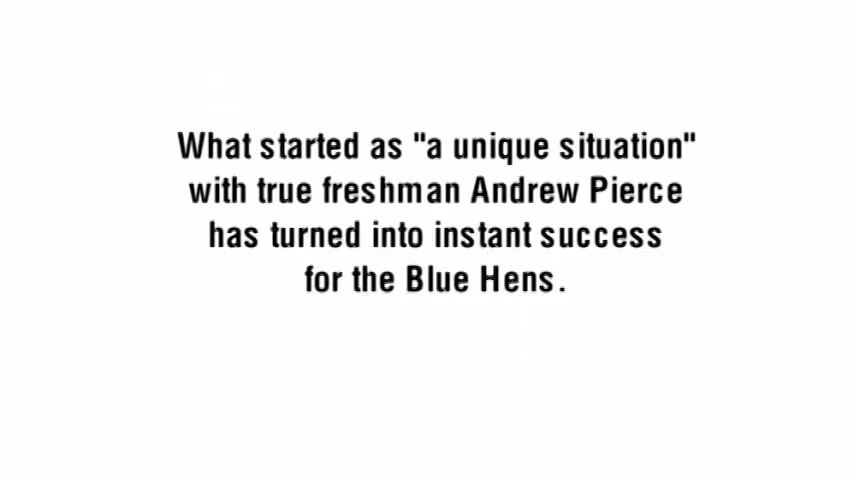 What started as "a unique situation"
with true freshman Andrew Pierce
has turned into instant success
for the Blue Hens.